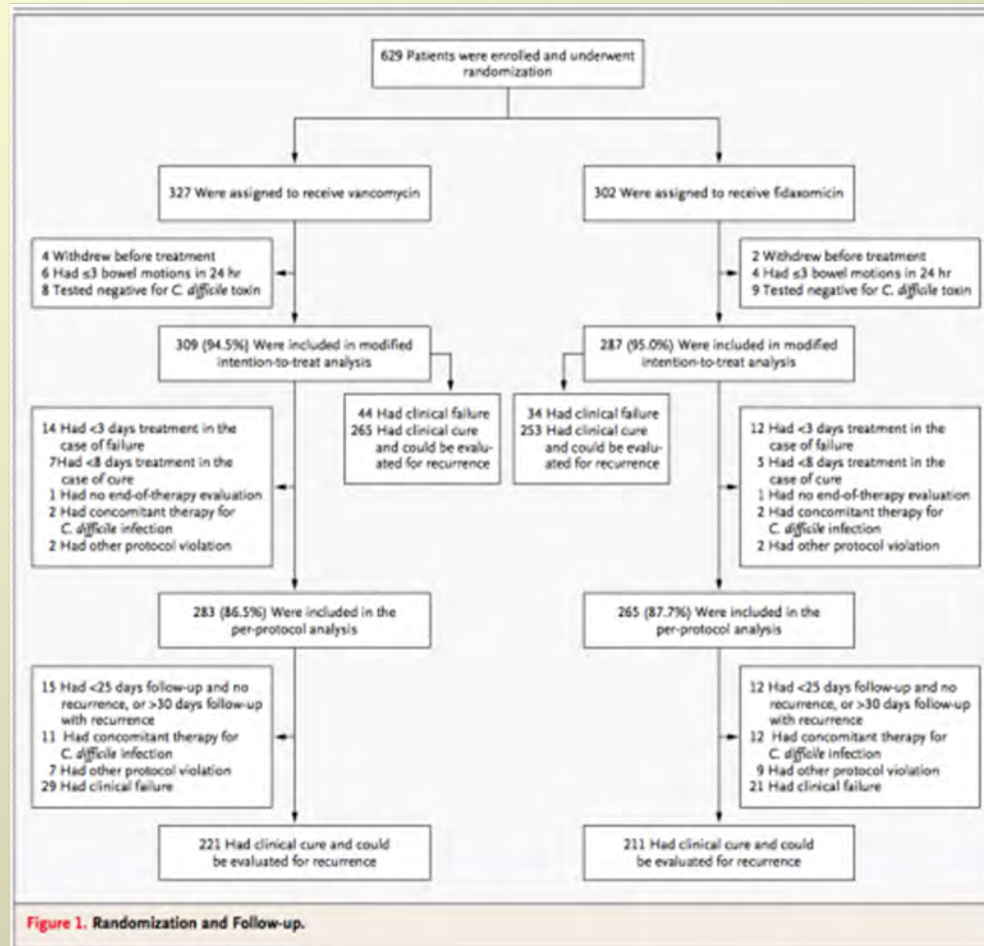 629 Patients were enrolled and underwent
randomization
327 Were assigned to receive vancomycin
302 Were assigned to receive fidaxomicin
4 Withdrew before treatment
6 Had ≤3 bowel motions in 24 hr
8 Tested negative for C. difficile toxin
2 Withdrew before treatment
4 Had ≤3 bowel motions in 24 hr
9 Tested negative for C. difficile toxin
309 (94.5%) Were included in modified
intention-to-treat analysis
287 (95.0%) Were included in modified
intention-to-treat analysis
44 Had clinical failure
265 Had clinical cure
and could be evalu-
ated for recurrence
34 Had clinical failure
253 Had clinical cure
and could be evalu-
ated for recurrence
14 Had <3 days treatment in the
case of failure
7 Had <8 days treatment in the
case of cure
1 Had no end-of-therapy evaluation
2 Had concomitant therapy for
C. difficile infection
2 Had other protocol violation
12 Had <3 days treatment in the
case of failure
5 Had <8 days treatment in the
case of cure
1 Had no end-of-therapy evaluation
2 Had concomitant therapy for
C. difficile infection
2 Had other protocol violation
283 (86.5%) Were included in the
per-protocol analysis
265 (87.7%) Were included in the
per-protocol analysis
15 Had <25 days follow-up and no
recurrence, or >30 days follow-up
with recurrence
11 Had concomitant therapy for
C. difficile infection
7 Had other protocol violation
29 Had clinical failure
12 Had <25 days follow-up and no
recurrence, or >30 days follow-up
with recurrence
12 Had concomitant therapy for
C. difficile infection
9 Had other protocol violation
21 Had clinical failure
221 Had clinical cure and could
be evaluated for recurrence
211 Had clinical cure and could
be evaluated for recurrence
Figure 1. Randomization and Follow-up.